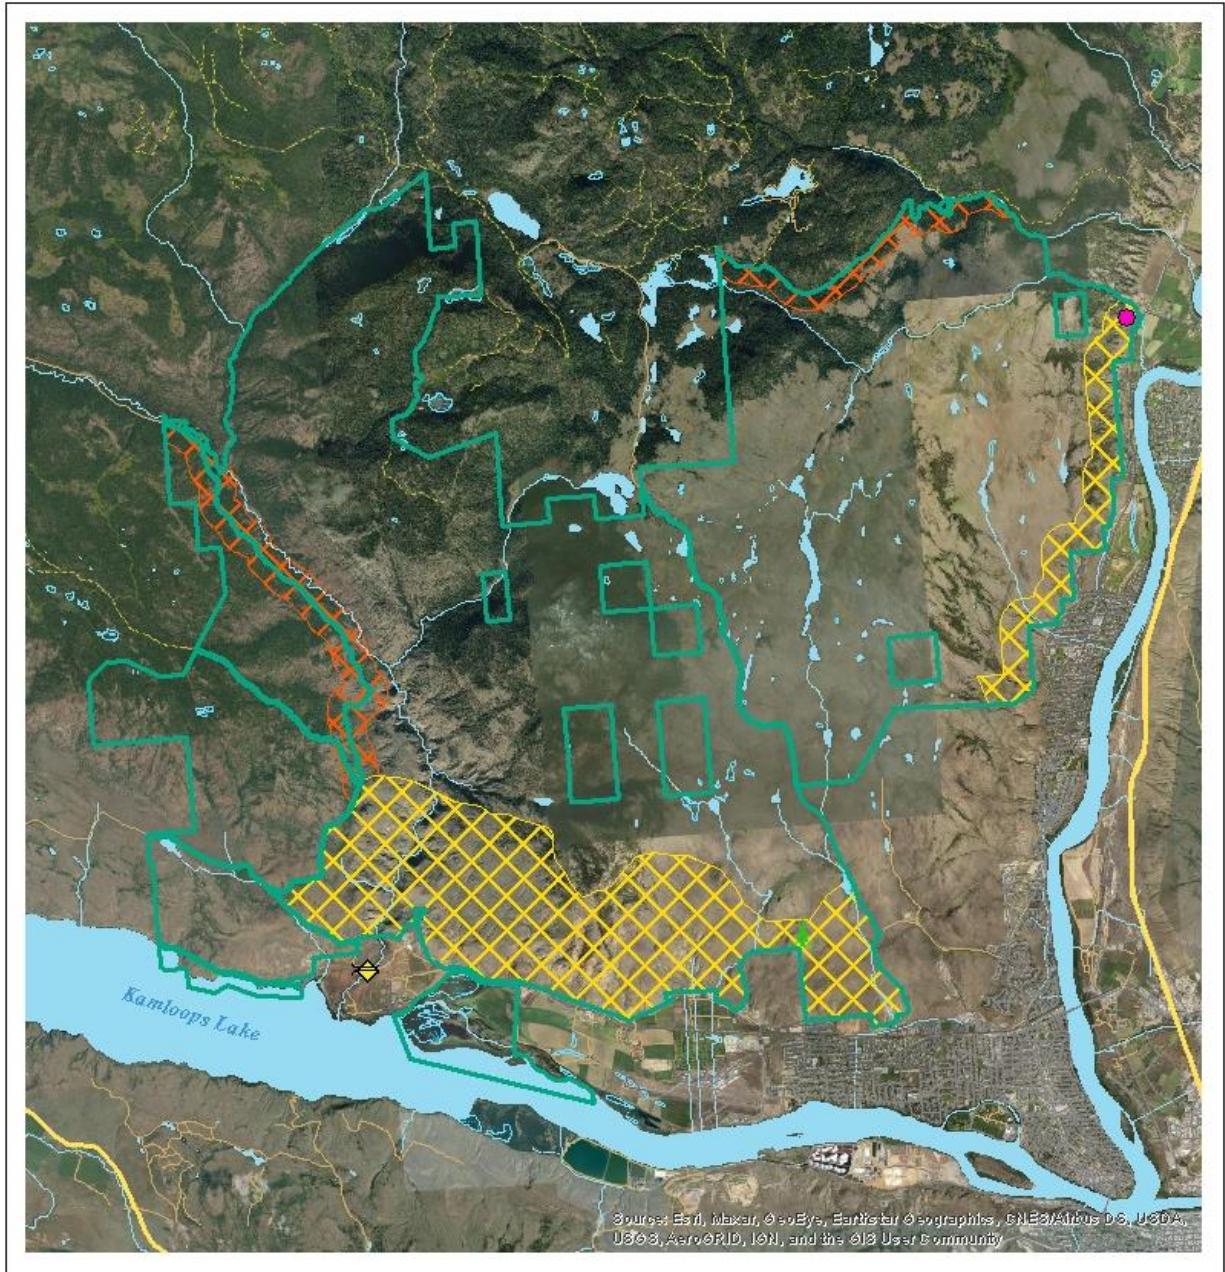 Kamloops Lake
Source: Esri, Maxar, GeoEye, Earthstar Geographics, CNES/Airbus DS, USDA,
USGS, AeroGRID, IGN, and the GIS User Community